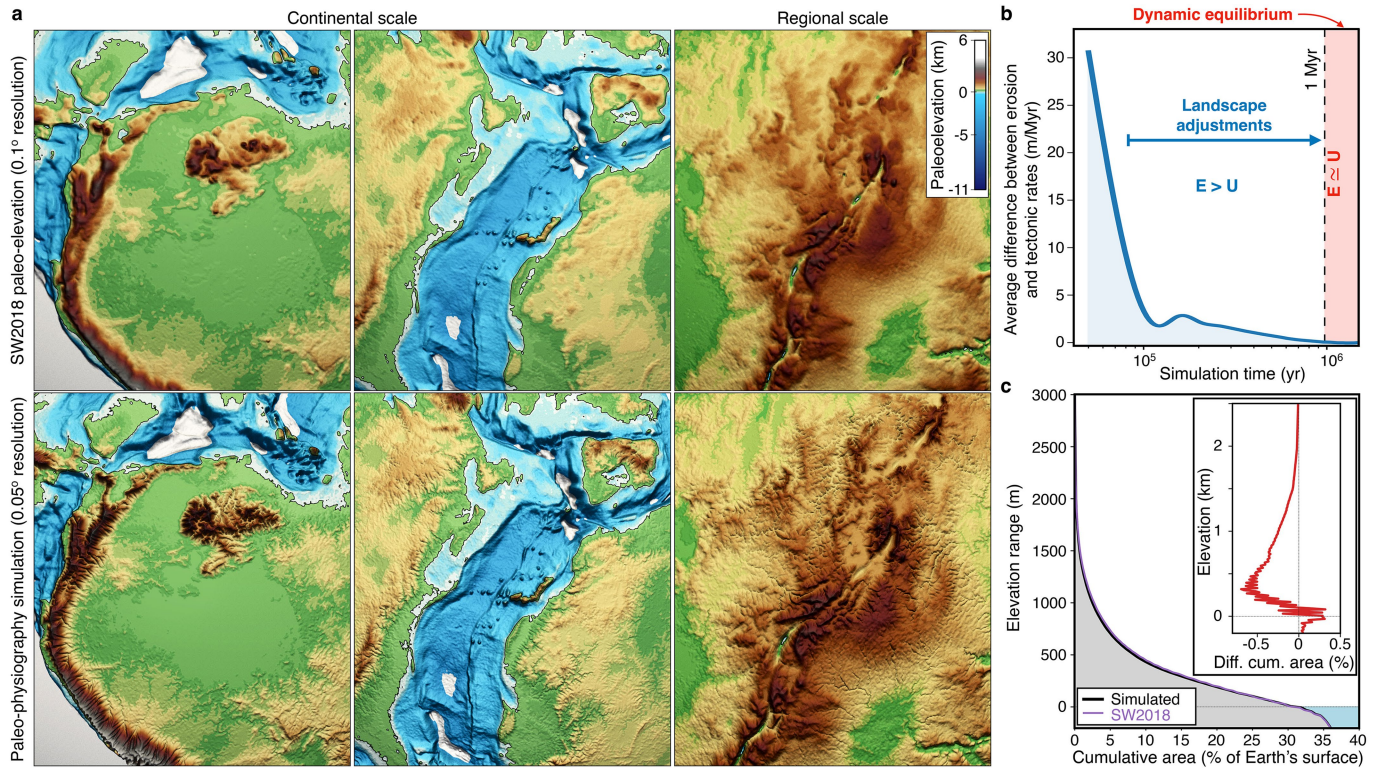 a
Continental scale
Regional scale
SW2018 paleo-elevation (0.1° resolution)
Paleo-physiography simulation (0.05° resolution)
Paleoelevation (km)
6
0
-5
-11
b
Dynamic equilibrium
Average difference between erosion
and tectonic rates (m/Myr)
30
25
20
15
10
5
0
Landscape
adjustments
E > U
1 Myr
E ≃ U
10⁵
10⁶
Simulation time (yr)
c
Elevation range (m)
3000
2500
2000
1500
1000
500
0
Elevation (km)
2
1
0
-0.5
0
0.5
Diff. cum. area (%)
Simulated
SW2018
0
5
10
15
20
25
30
35
40
Cumulative area (% of Earth's surface)